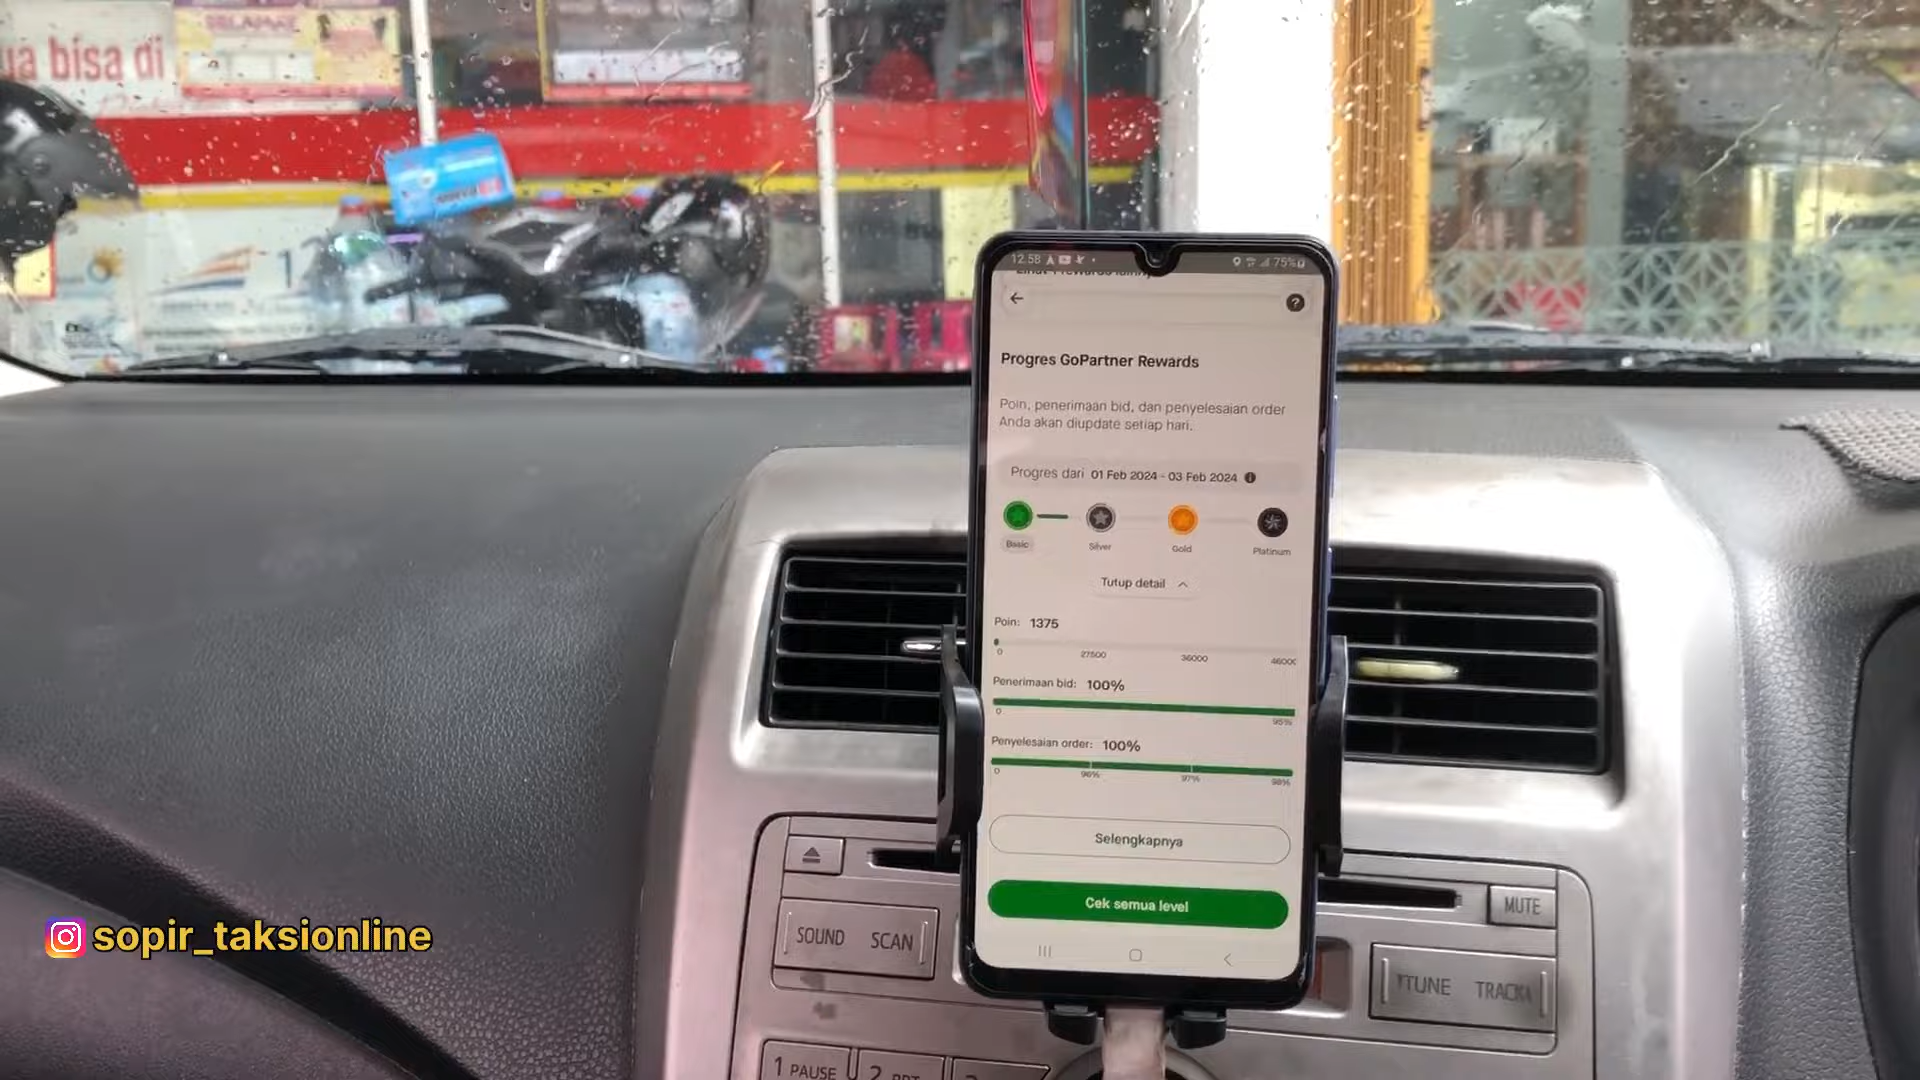 ua bisa di
12.58
75%
Progres GoPartner Rewards
Poin, penerimaan bid, dan penyelesaian order
Anda akan diupdate setiap hari.
Progres dari 01 Feb 2024 - 03 Feb 2024
Basic
Silver
Gold
Platinum
Tutup detail
Poin: 1375
0 27500 36000 46000
Penerimaan bid: 100%
0 95%
Penyelesaian order: 100%
0 96% 97% 98%
Selengkapnya
Cek semua level
SOUND SCAN
MUTE
TUNE TRACK
1 PAUSE
2 RPT
sopir_taksionline